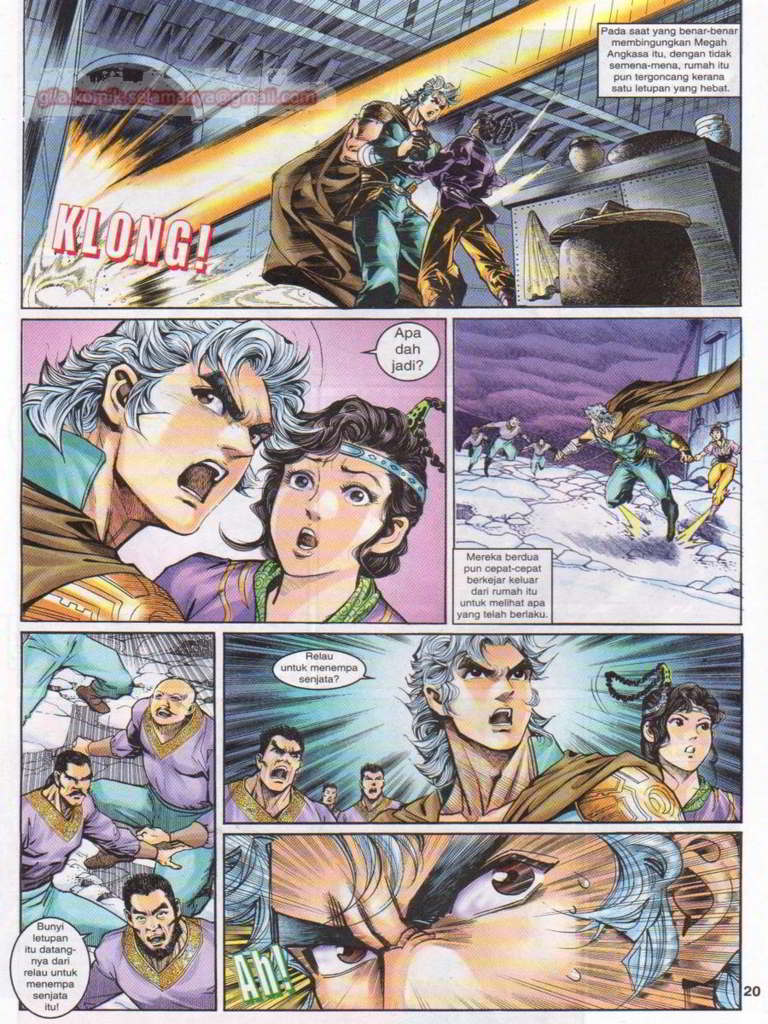 Pada saat yang benar-benar
membingungkan Megah
Angkasa itu, dengan tidak
semena-mena, rumah itu
pun tergoncang kerana
satu letupan yang hebat.
gila.komik.selamanya@gmail.com
KLONG!
Apa
dah
jadi?
Mereka berdua
pun cepat-cepat
berkejar keluar
dari rumah itu
untuk melihat apa
yang telah berlaku.
Bunyi
letupan
itu datang-
nya dari
relau untuk
menempa
senjata
itu!
Relau
untuk menempa
senjata?
Ah!
20